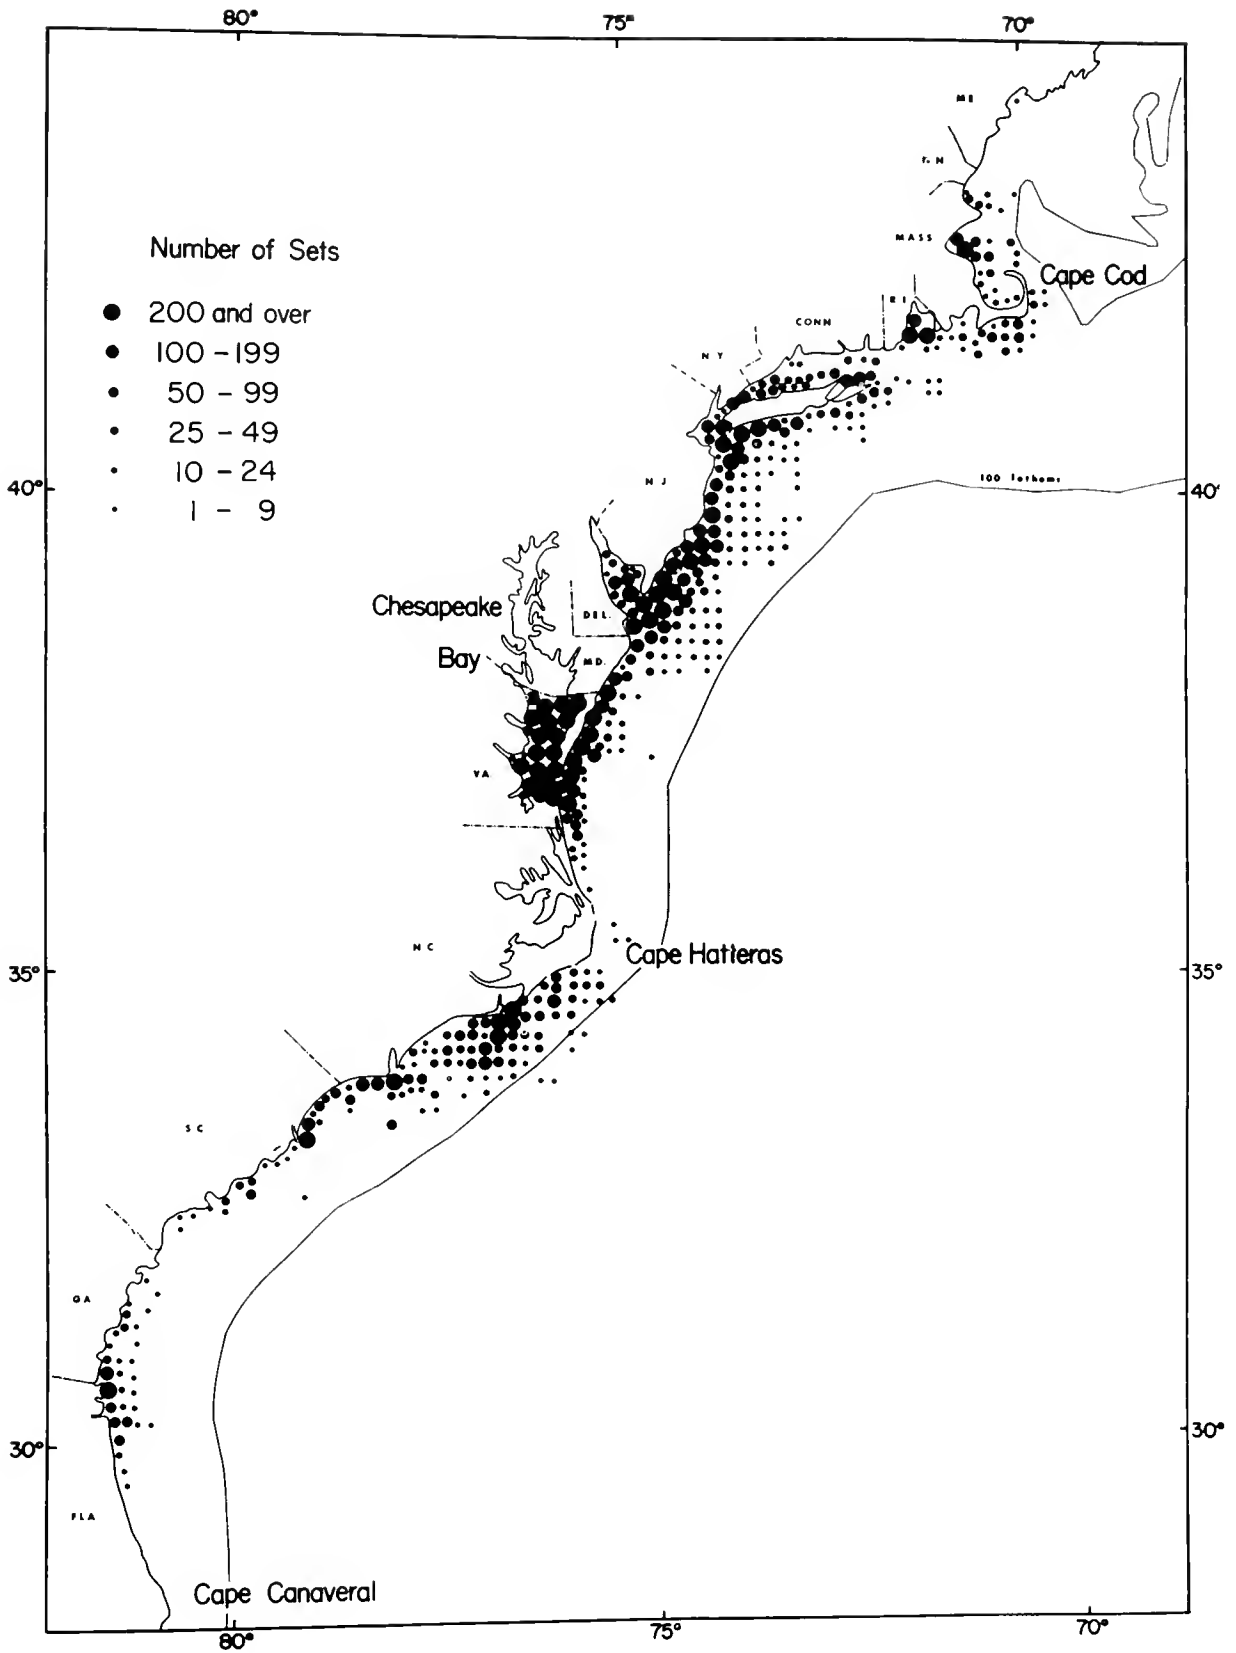 80° 75° 70°
ME
MASS
Number of Sets
200 and over
100 – 199
50 – 99
25 – 49
10 – 24
1 – 9
Cape Cod
R I
CONN
N Y
N J
100 fathoms
40° 40°
Chesapeake
Bay
DEL.
MD.
VA.
N C
Cape Hatteras
35° 35°
S C
GA
30° 30°
FLA
Cape Canaveral
80° 75° 70°